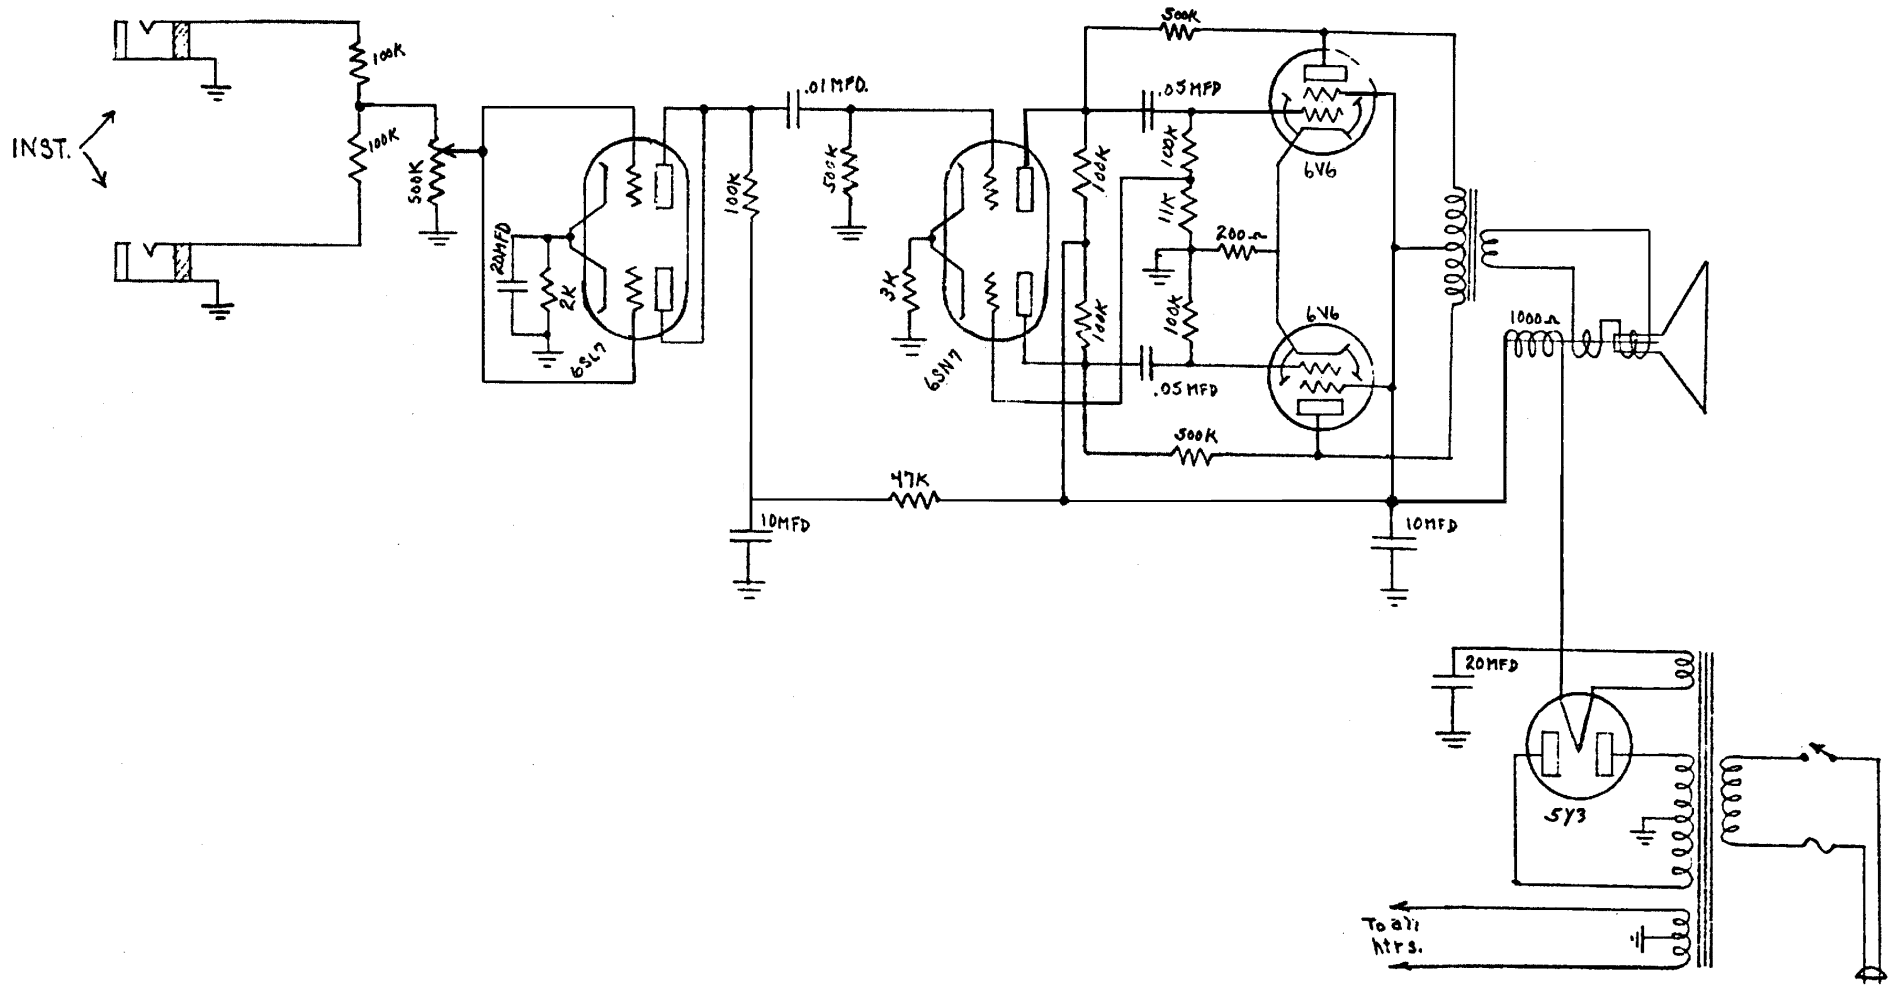 INST.
100K
100K
500K
20MFD
2K
6SL7
100K
.01MFD.
500K
3K
6SN7
47K
10MFD
500K
.05MFD
100K
100K
100K
11K
200Ω
100K
.05MFD
500K
6V6
6V6
10MFD
1000Ω
20MFD
5Y3
To all
htrs.